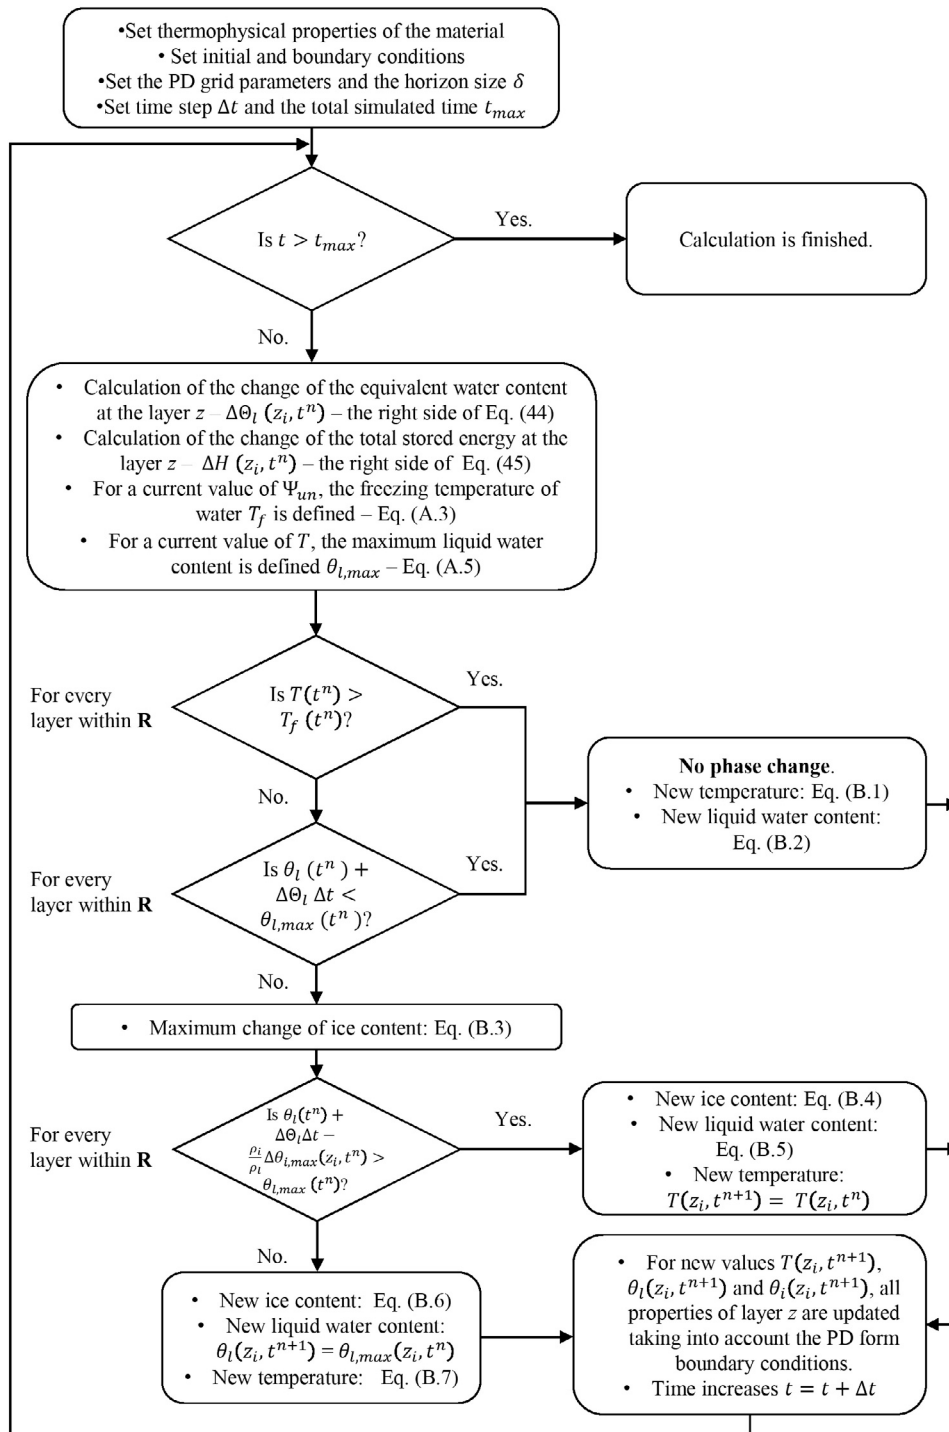 •Set thermophysical properties of the material
• Set initial and boundary conditions
•Set the PD grid parameters and the horizon size δ
•Set time step Δt and the total simulated time t_max
Is t > t_max?
Yes.
Calculation is finished.
No.
• Calculation of the change of the equivalent water content
at the layer z – ΔΘ_l (z_i, t^n) – the right side of Eq. (44)
• Calculation of the change of the total stored energy at the
layer z – ΔH (z_i, t^n) – the right side of Eq. (45)
• For a current value of Ψ_un, the freezing temperature of
water T_f is defined – Eq. (A.3)
• For a current value of T, the maximum liquid water
content is defined θ_l,max – Eq. (A.5)
For every
layer within R
Is T(t^n) >
T_f (t^n)?
Yes.
No.
No phase change.
• New temperature: Eq. (B.1)
• New liquid water content:
Eq. (B.2)
For every
layer within R
Is θ_l (t^n) +
ΔΘ_l Δt <
θ_l,max (t^n)?
Yes.
No.
• Maximum change of ice content: Eq. (B.3)
For every
layer within R
Is θ_l(t^n) +
ΔΘ_lΔt −
ρ_i/ρ_l Δθ_i,max(z_i, t^n) >
θ_l,max (t^n)?
Yes.
• New ice content: Eq. (B.4)
• New liquid water content:
Eq. (B.5)
• New temperature:
T(z_i, t^n+1) = T(z_i, t^n)
No.
• New ice content: Eq. (B.6)
• New liquid water content:
θ_l(z_i, t^n+1) = θ_l,max(z_i, t^n)
• New temperature: Eq. (B.7)
• For new values T(z_i, t^n+1),
θ_l(z_i, t^n+1) and θ_i(z_i, t^n+1), all
properties of layer z are updated
taking into account the PD form
boundary conditions.
• Time increases t = t + Δt